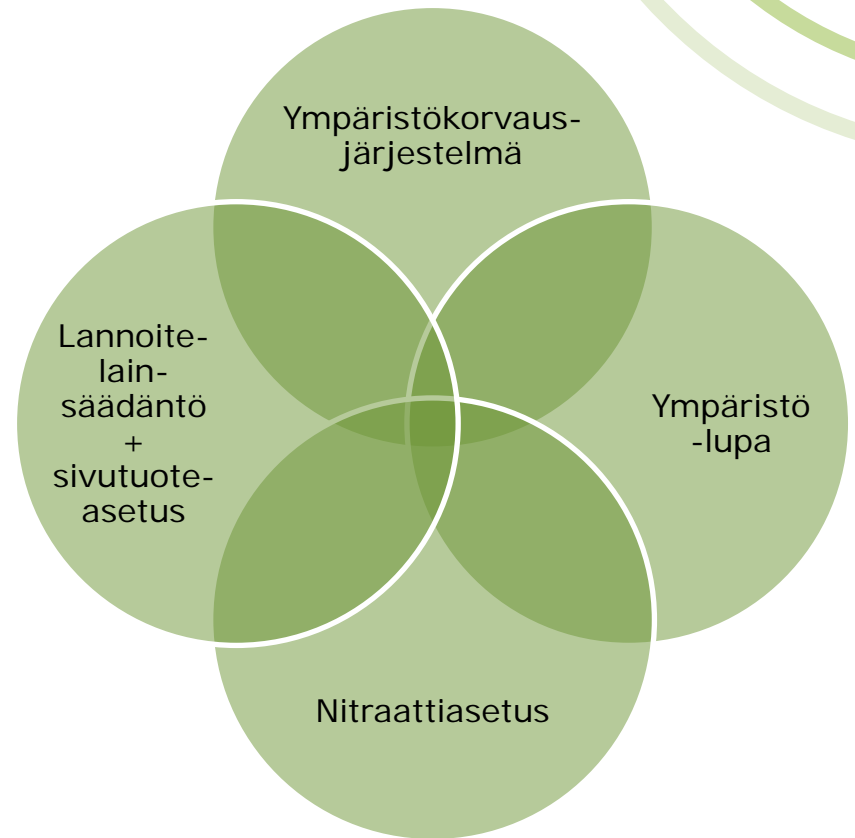 Ympäristökorvaus-
järjestelmä
Lannoite-
lain-
säädäntö
+
sivutuote-
asetus
Ympäristö
-lupa
Nitraattiasetus